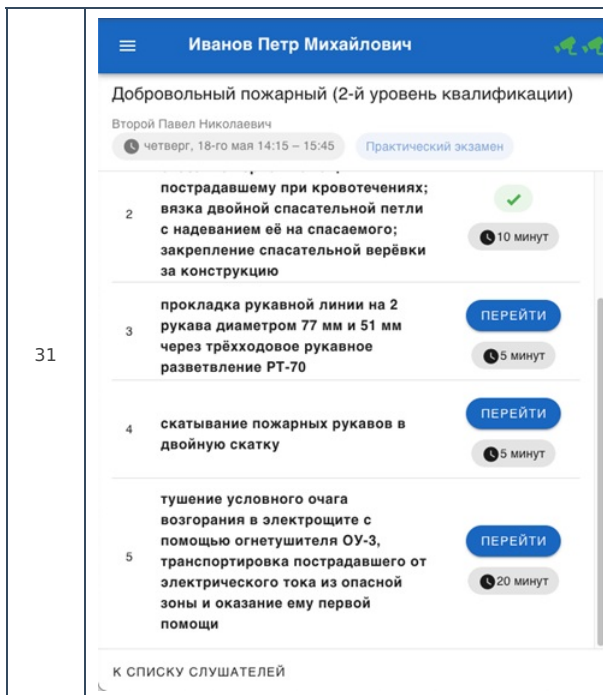 31
Иванов Петр Михайлович
Добровольный пожарный (2-й уровень квалификации)
Второй Павел Николаевич
четверг, 18-го мая 14:15 – 15:45
Практический экзамен
2
пострадавшему при кровотечениях;
вязка двойной спасательной петли
с надеванием её на спасаемого;
закрепление спасательной верёвки
за конструкцию
10 минут
3
прокладка рукавной линии на 2
рукава диаметром 77 мм и 51 мм
через трёхходовое рукавное
разветвление РТ-70
ПЕРЕЙТИ
5 минут
4
скатывание пожарных рукавов в
двойную скатку
ПЕРЕЙТИ
5 минут
5
тушение условного очага
возгорания в электрощите с
помощью огнетушителя ОУ-3,
транспортировка пострадавшего от
электрического тока из опасной
зоны и оказание ему первой
помощи
ПЕРЕЙТИ
20 минут
К СПИСКУ СЛУШАТЕЛЕЙ